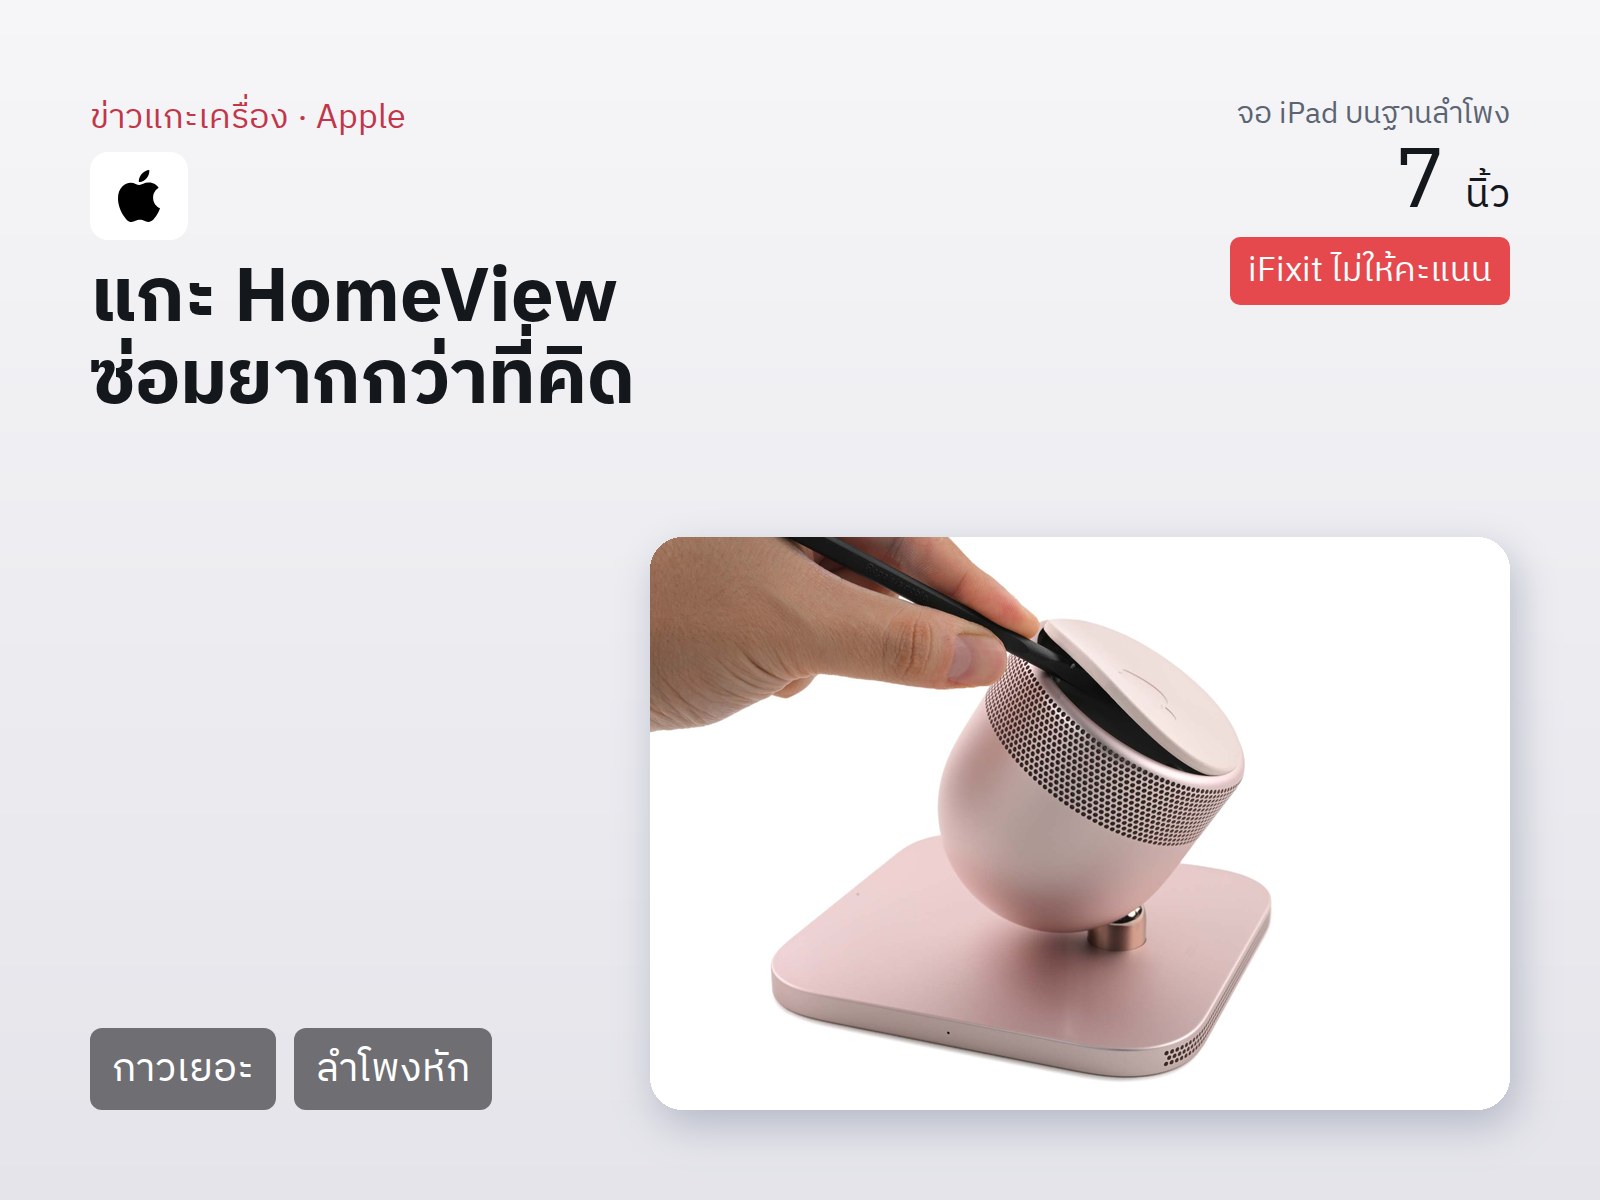 ข่าวแกะเครื่อง · Apple
แกะ HomeView
ซ่อมยากกว่าที่คิด
จอ iPad บนฐานลำโพง
7 นิ้ว
iFixit ไม่ให้คะแนน
กาวเยอะ
ลำโพงหัก